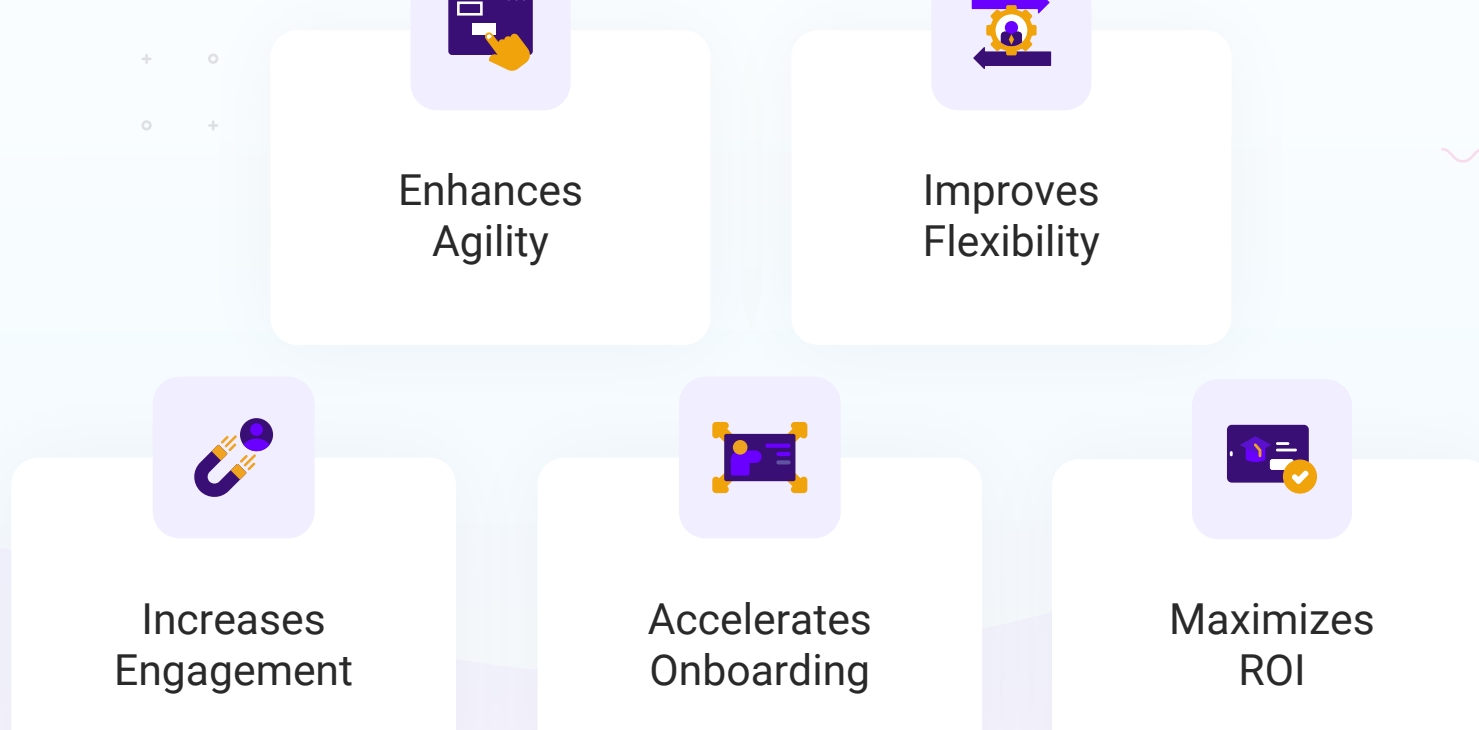 Enhances
Agility
Improves
Flexibility
Increases
Engagement
Accelerates
Onboarding
Maximizes
ROI